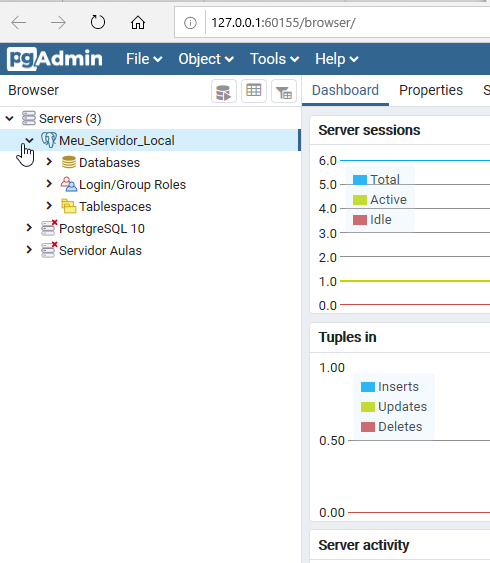 127.0.0.1:60155/browser/
pgAdmin File Object Tools Help
Browser
Dashboard Properties S
Servers (3)
Meu_Servidor_Local
Databases
Login/Group Roles
Tablespaces
PostgreSQL 10
Servidor Aulas
Server sessions
6.0
5.0
4.0
3.0
2.0
1.0
0.0
Total
Active
Idle
Tuples in
1.00
0.50
0.00
Inserts
Updates
Deletes
Server activity